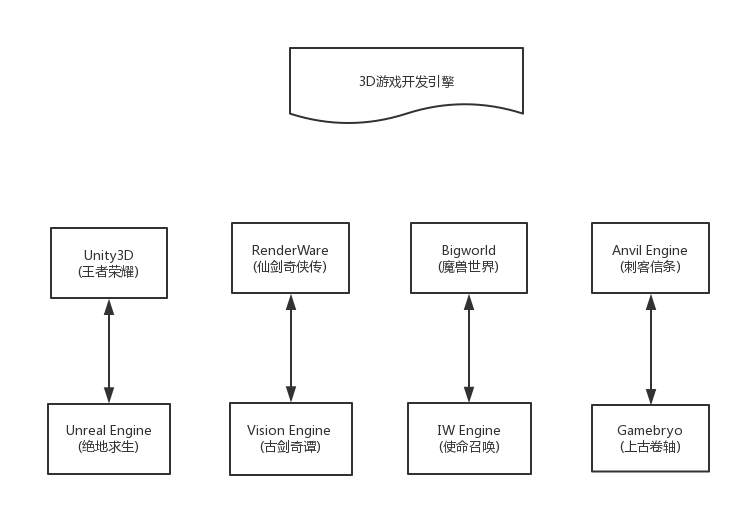 3D游戏开发引擎
Unity3D
(王者荣耀)
RenderWare
(仙剑奇侠传)
Bigworld
(魔兽世界)
Anvil Engine
(刺客信条)
Unreal Engine
(绝地求生)
Vision Engine
(古剑奇谭)
IW Engine
(使命召唤)
Gamebryo
(上古卷轴)